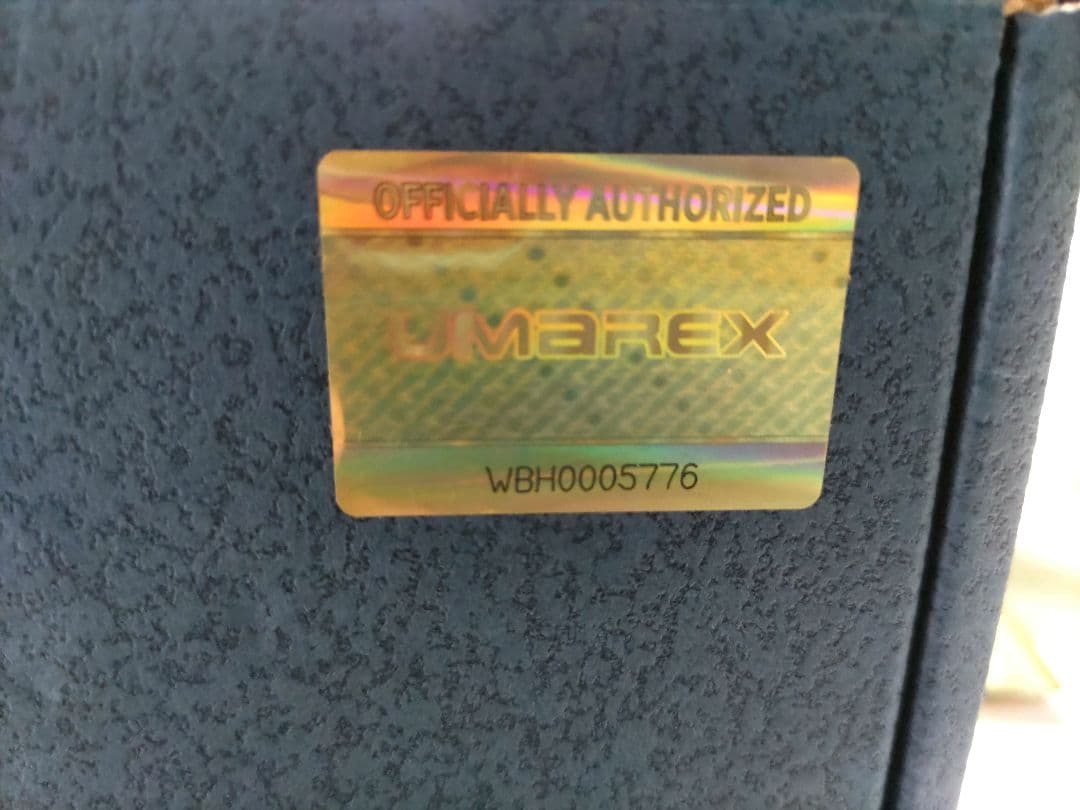 OFFICIALLY AUTHORIZED
UMAREX
WBH0005776